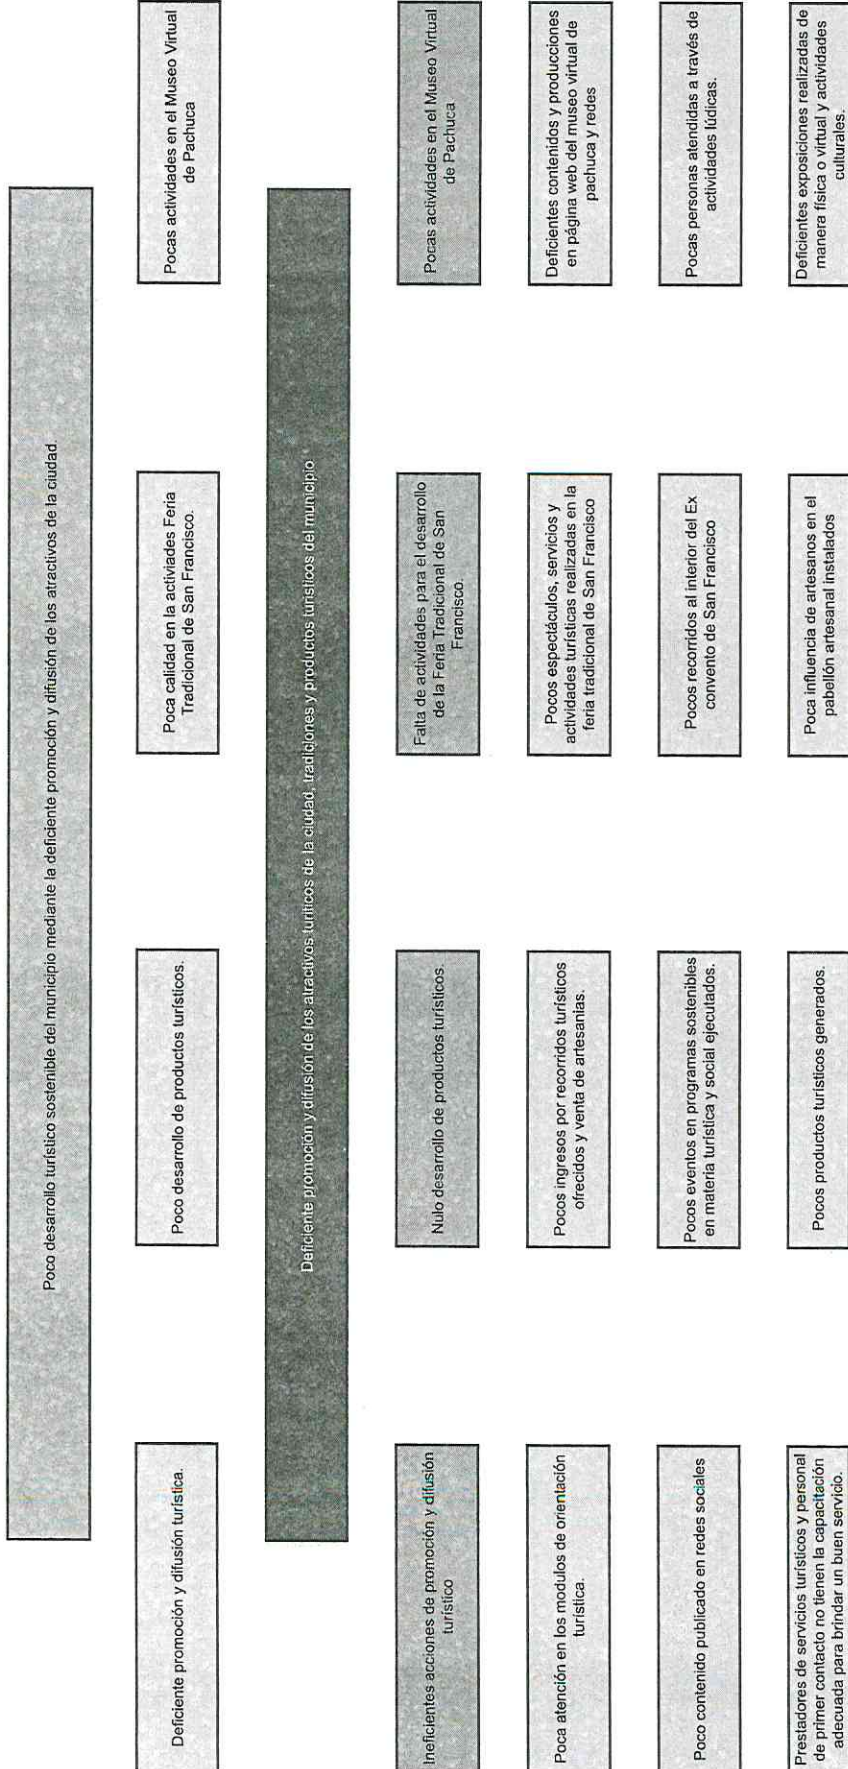 Poco desarrollo turístico sostenible del municipio mediante la deficiente promoción y difusión de los atractivos de la ciudad.
Deficiente promoción y difusión turística.
Poco desarrollo de productos turísticos.
Poca calidad en la activiades Feria
Tradicional de San Francisco.
Pocas actividades en el Museo Virtual
de Pachuca
Deficiente promoción y difusión de los atractivos turiticos de la ciudad, tradiciones y productos turísticos del municipio
Ineficientes acciones de promoción y difusión
turístico
Nulo desarrollo de productos turísticos.
Falta de actividades para el desarrollo
de la Feria Tradicional de San
Francisco.
Pocas actividades en el Museo Virtual
de Pachuca
Poca atención en los modulos de orientación
turística.
Pocos ingresos por recorridos turísticos
ofrecidos y venta de artesanias.
Pocos espectáculos, servicios y
actividades turísticas realizadas en la
feria tradicional de San Francisco
Deficientes contenidos y producciones
en página web del museo virtual de
pachuca y redes
Poco contenido publicado en redes sociales
Pocos eventos en programas sostenibles
en materia turística y social ejecutados.
Pocos recorridos al interior del Ex
convento de San Francisco
Pocas personas atendidas a través de
actividades lúdicas.
Prestadores de servicios turísticos y personal
de primer contacto no tienen la capacitación
adecuada para brindar un buen servicio.
Pocos productos turísticos generados.
Poca influencia de artesanos en el
pabellón artesanal instalados
Deficientes exposiciones realizadas de
manera física o virtual y actividades
culturales.